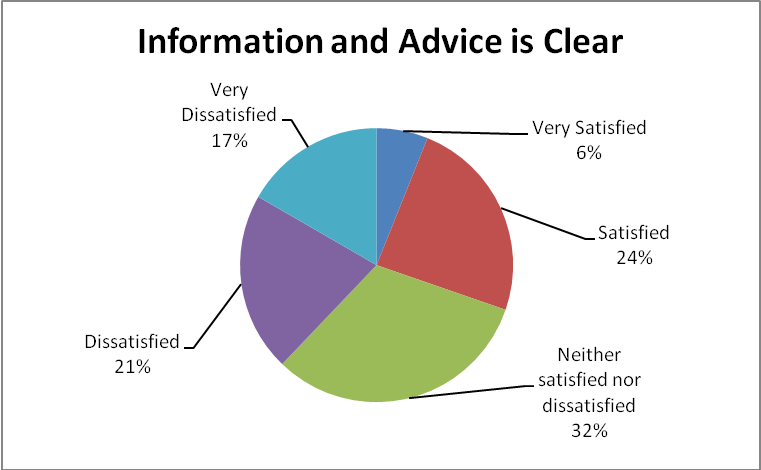 Information and Advice is Clear
Very
Dissatisfied
17%
Very Satisfied
6%
Satisfied
24%
Dissatisfied
21%
Neither
satisfied nor
dissatisfied
32%